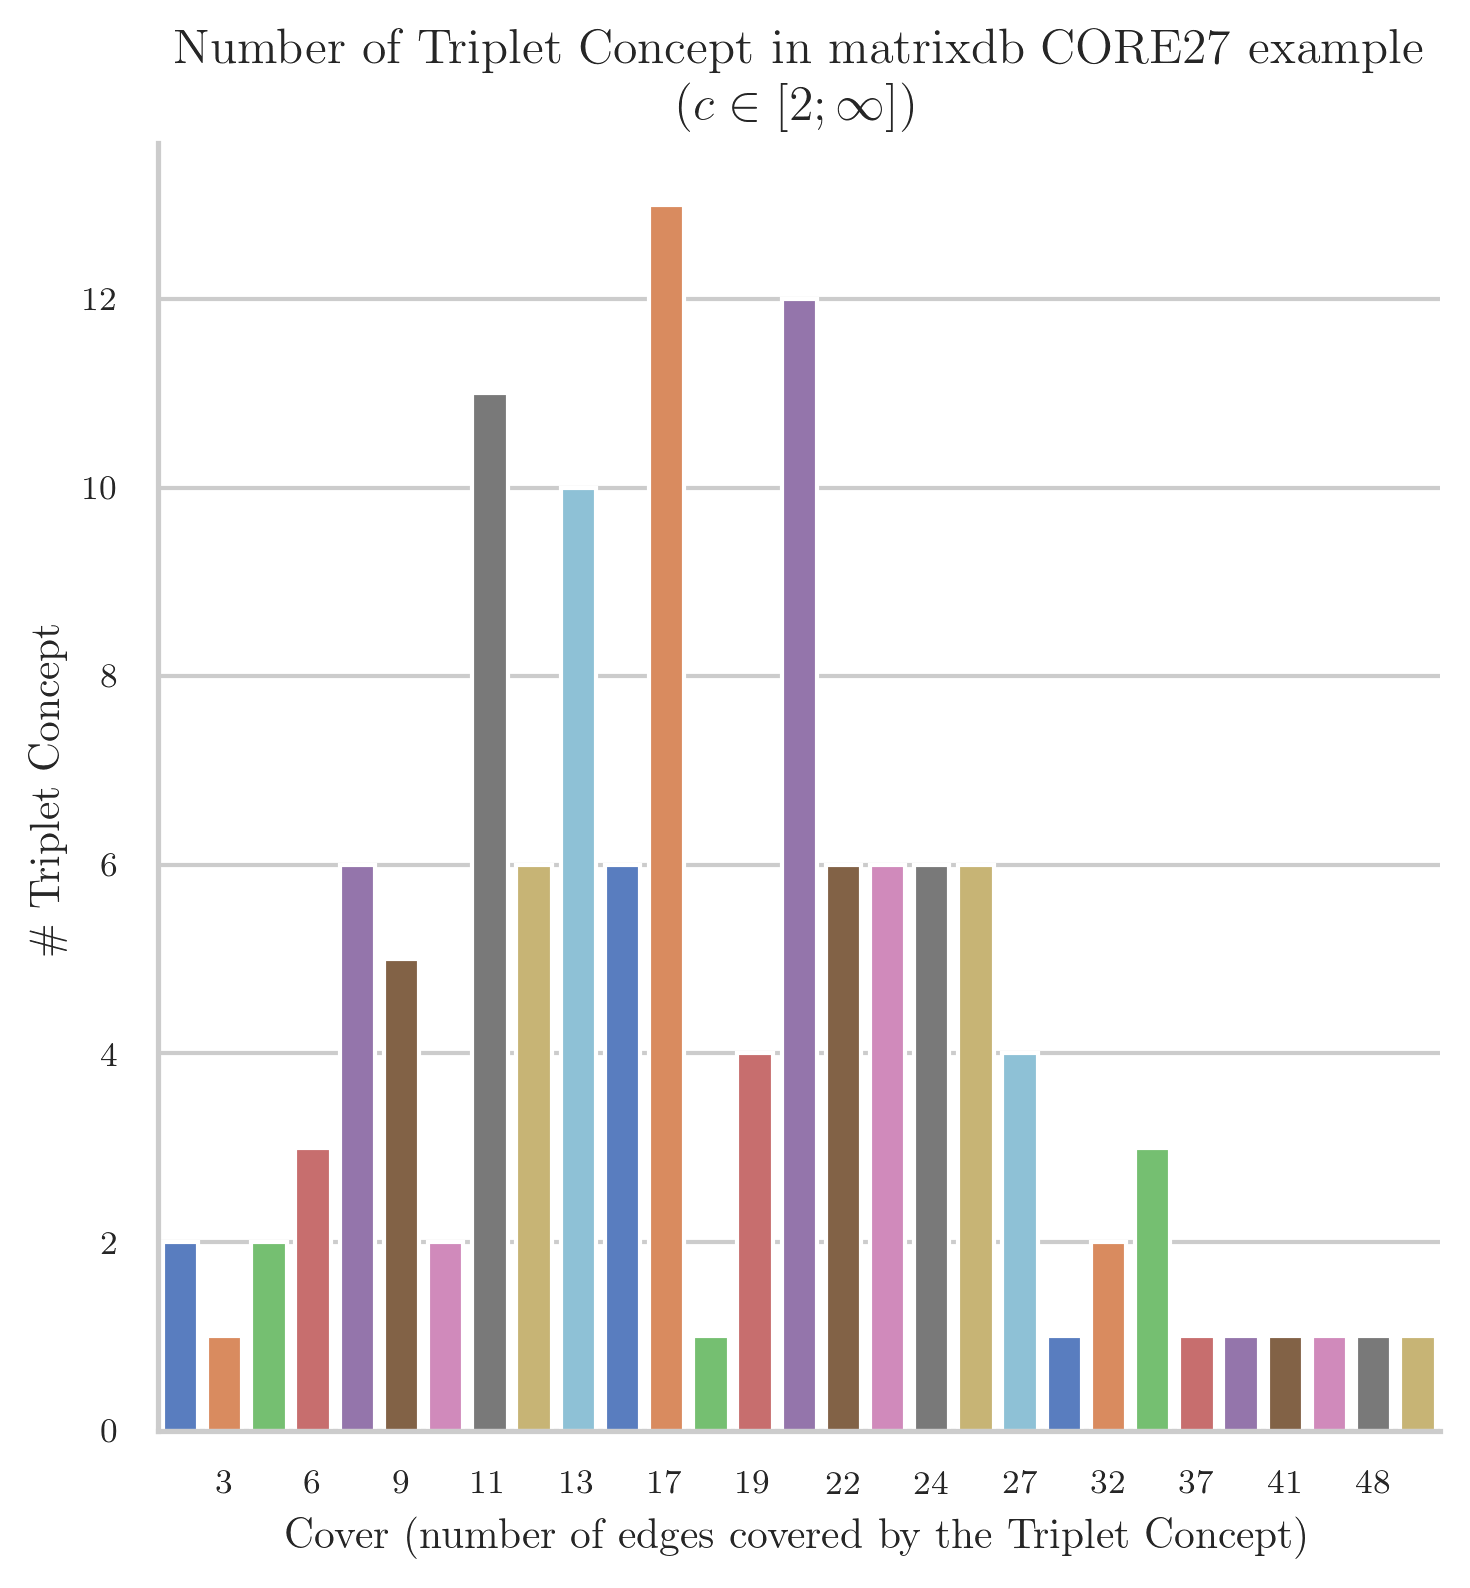 Number of Triplet Concept in matrixdb CORE27 example
(c ∈ [2; ∞])
# Triplet Concept
12
10
8
6
4
2
0
3 6 9 11 13 17 19 22 24 27 32 37 41 48
Cover (number of edges covered by the Triplet Concept)